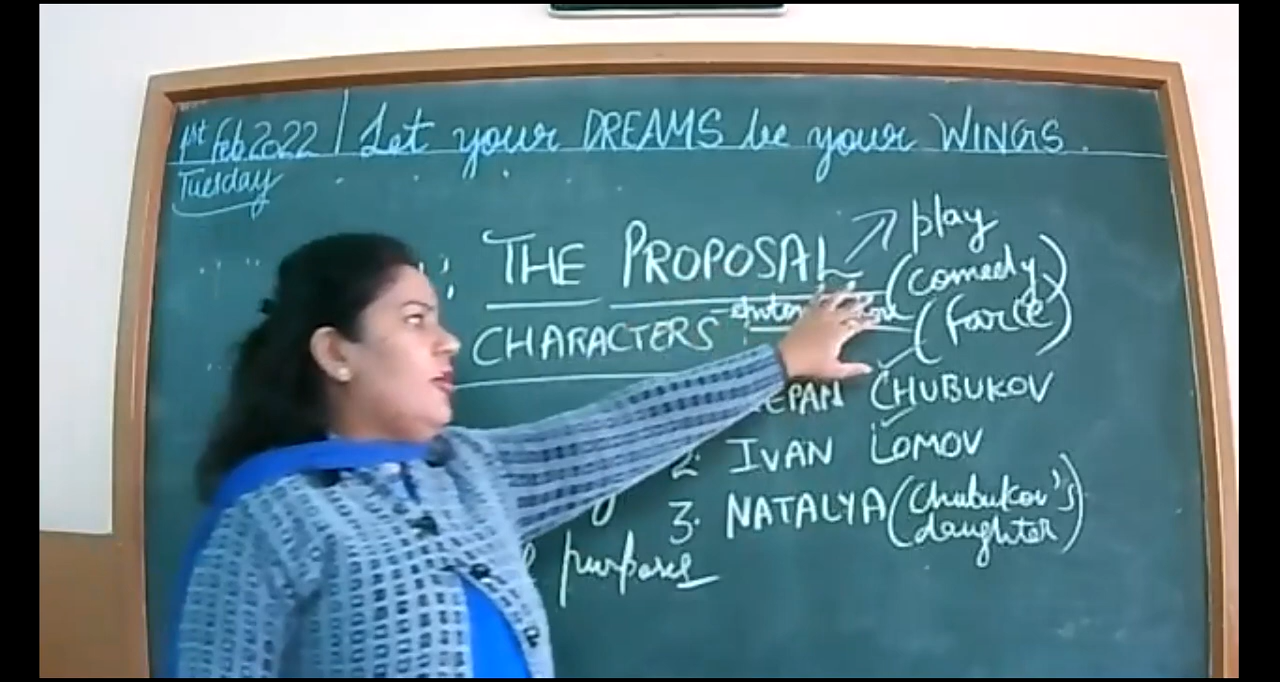 1st Feb 2022 | Let your DREAMS be your WINGS.
Tuesday
: THE PROPOSAL play
(comedy)
CHARACTERS (Farce)
CHUBUKOV
2. IVAN LOMOV
3. NATALYA (Chubukov's
daughter)
purposes